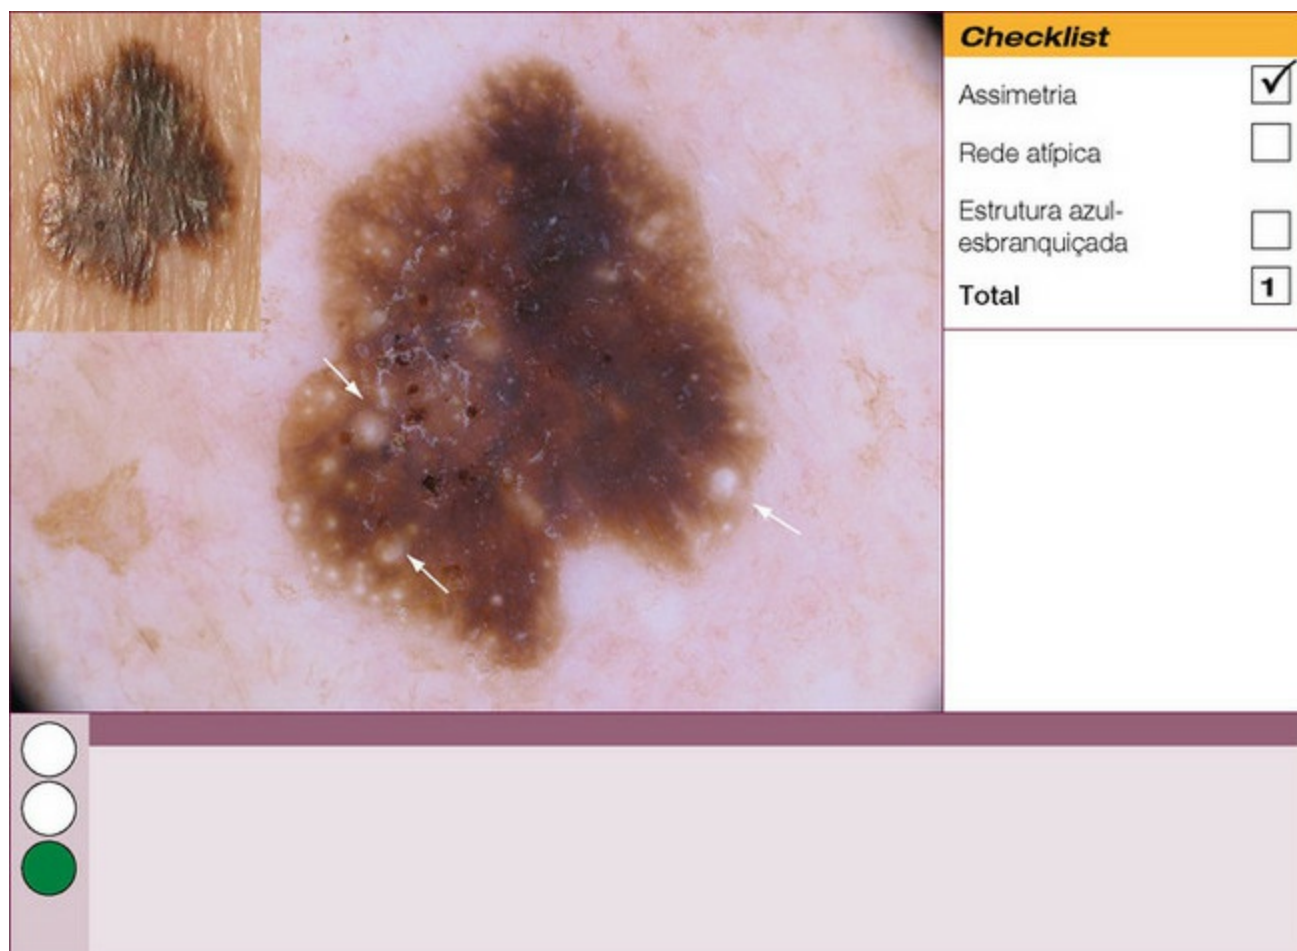 Checklist
Assimetria
Rede atípica
Estrutura azul-
esbranquiçada
Total 1